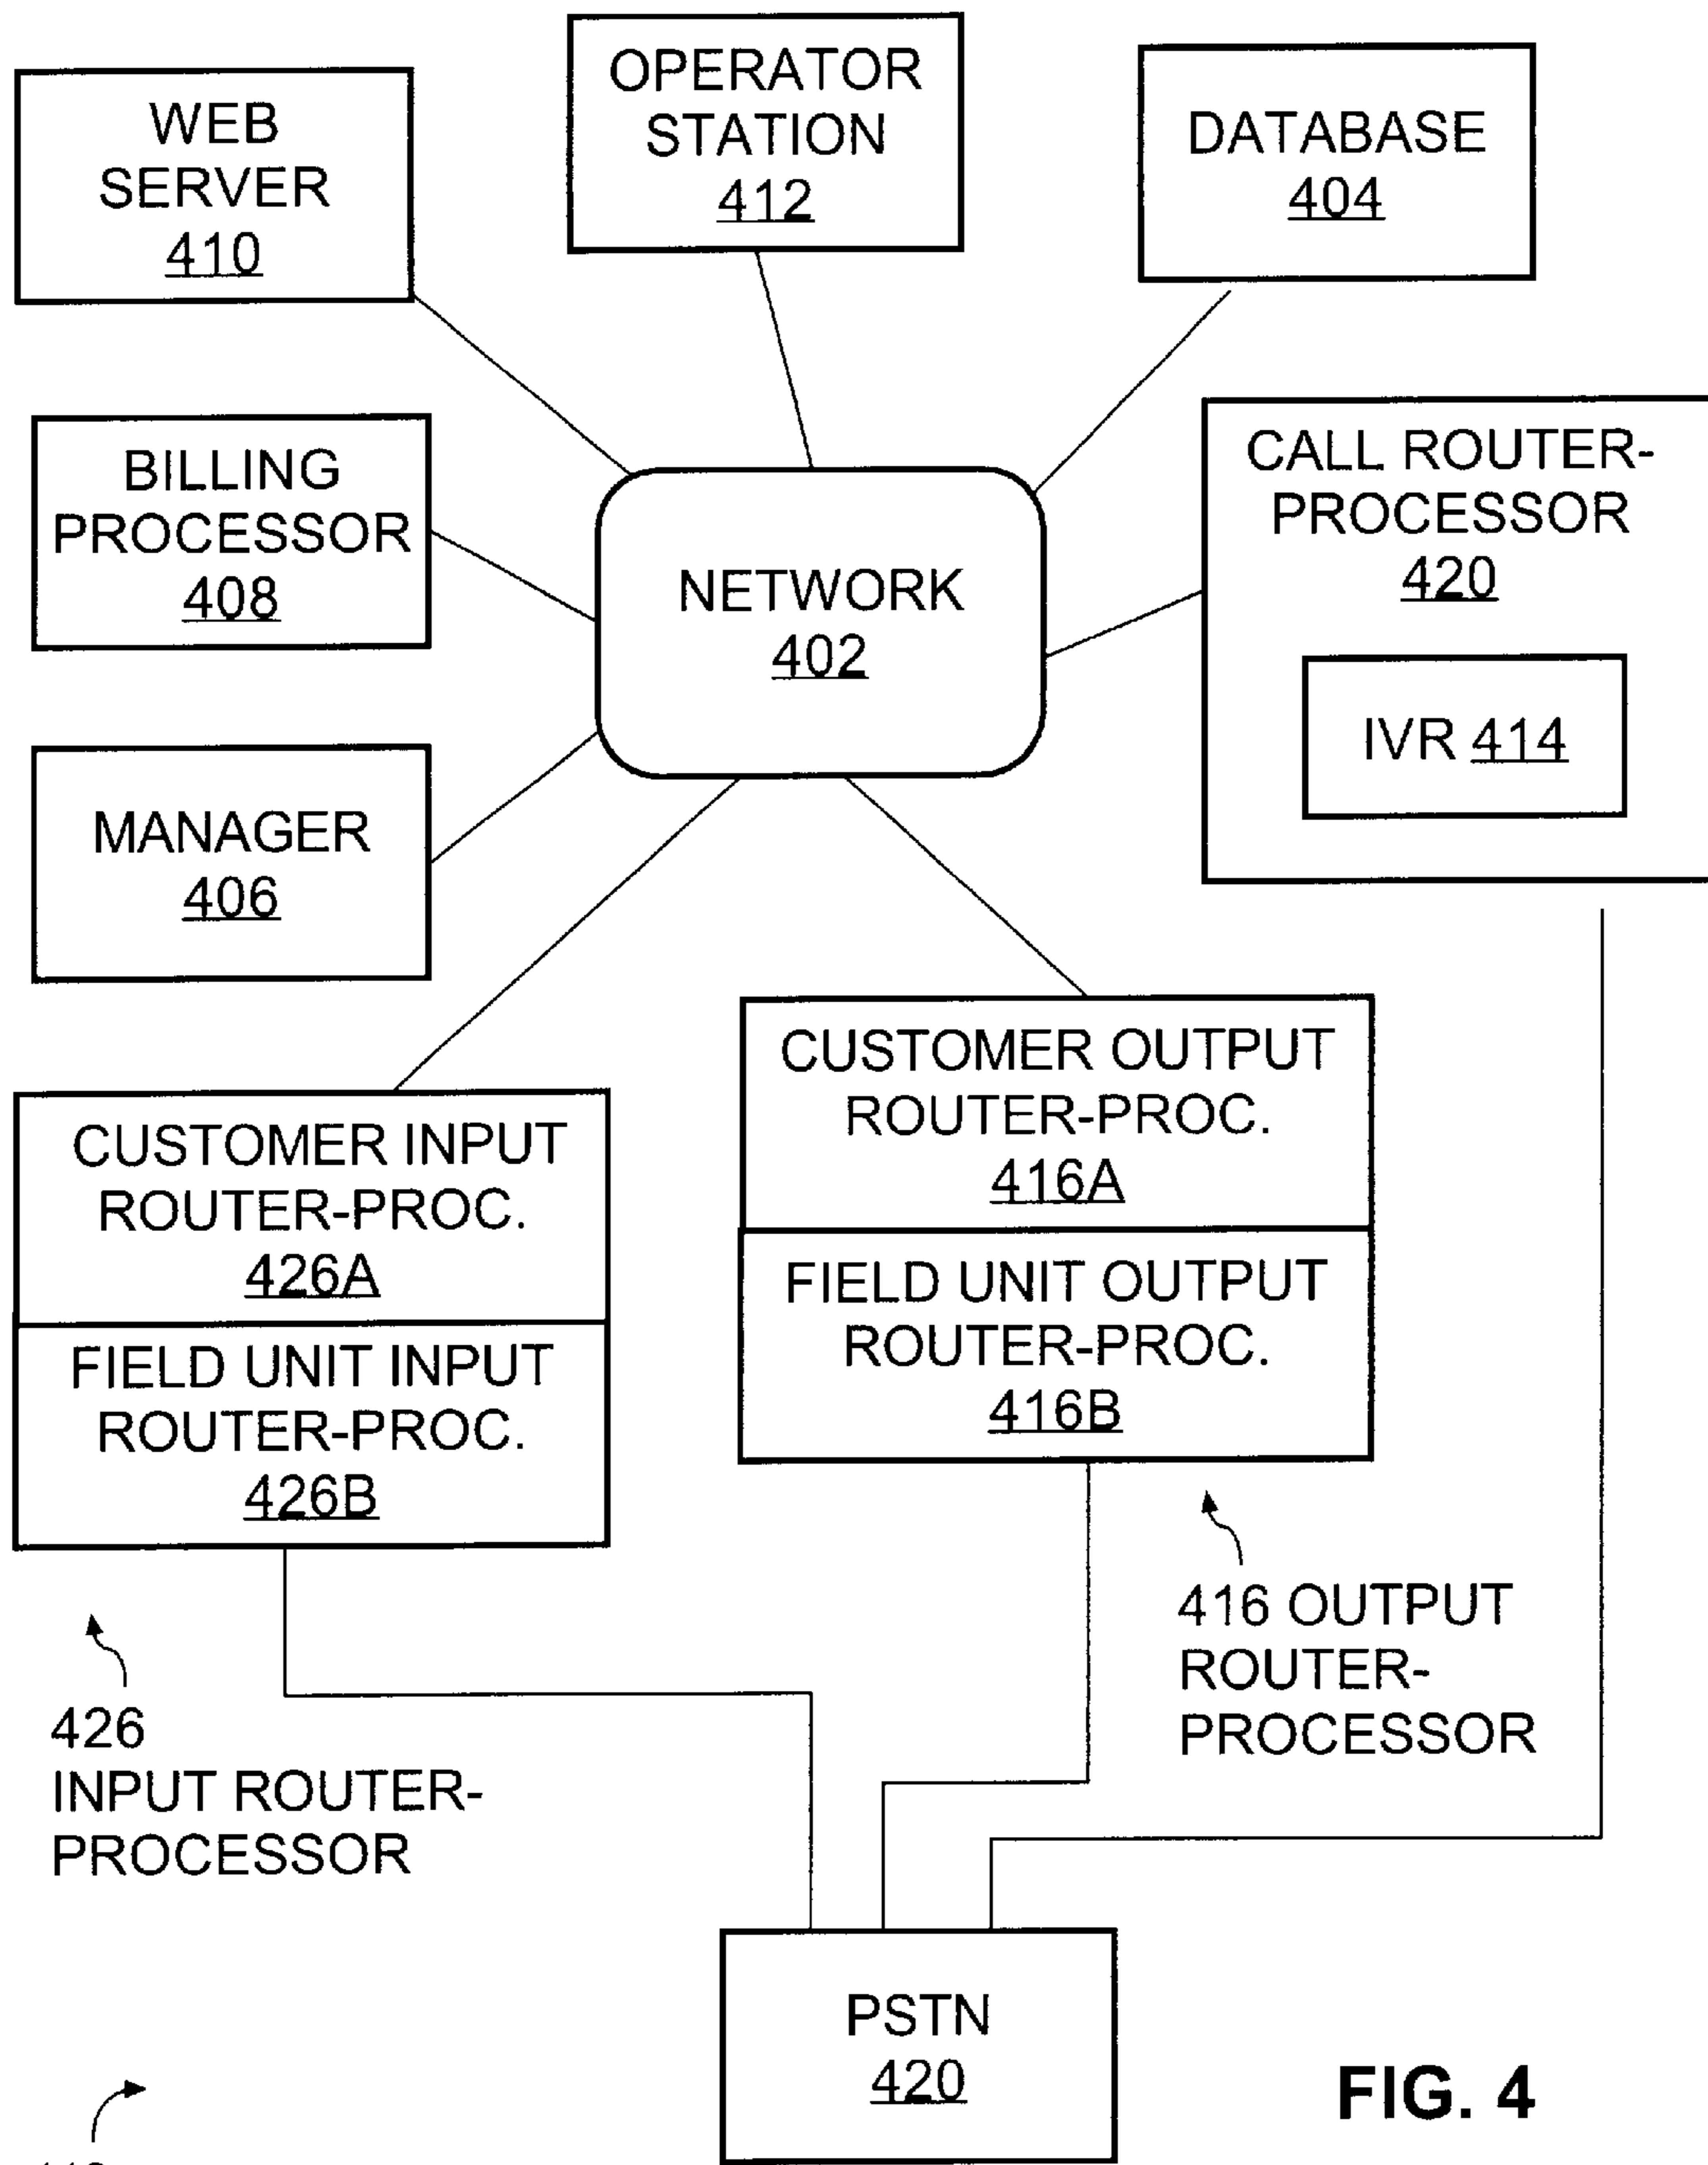 WEB
SERVER
410
OPERATOR
STATION
412
DATABASE
404
BILLING
PROCESSOR
408
NETWORK
402
CALL ROUTER-
PROCESSOR
420
IVR 414
MANAGER
406
CUSTOMER INPUT
ROUTER-PROC.
426A
FIELD UNIT INPUT
ROUTER-PROC.
426B
CUSTOMER OUTPUT
ROUTER-PROC.
416A
FIELD UNIT OUTPUT
ROUTER-PROC.
416B
426
INPUT ROUTER-
PROCESSOR
416 OUTPUT
ROUTER-
PROCESSOR
PSTN
420
FIG. 4